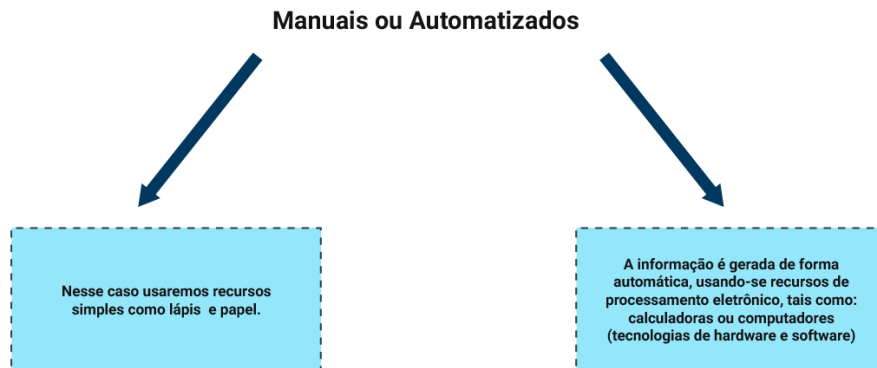 Manuais ou Automatizados
Nesse caso usaremos recursos
simples como lápis e papel.
A informação é gerada de forma
automática, usando-se recursos de
processamento eletrônico, tais como:
calculadoras ou computadores
(tecnologias de hardware e software)